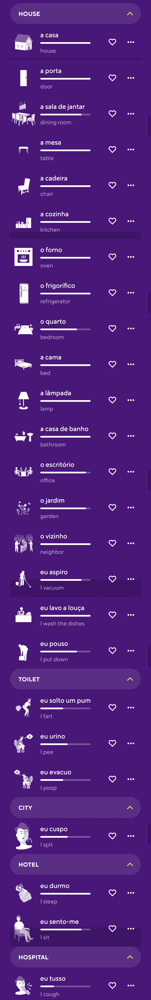 HOUSE
a casa
house
a porta
door
a sala de jantar
dining room
a mesa
table
a cadeira
chair
a cozinha
kitchen
o forno
oven
o frigorífico
refrigerator
o quarto
bedroom
a cama
bed
a lâmpada
lamp
a casa de banho
bathroom
o escritório
office
o jardim
garden
o vizinho
neighbor
eu aspiro
I vacuum
eu lavo a louça
I wash the dishes
eu pouso
I put down
TOILET
eu solto um pum
I fart
eu urino
I pee
eu evacuo
I poop
CITY
eu cuspo
I spit
HOTEL
eu durmo
I sleep
eu sento-me
I sit
HOSPITAL
eu tusso
I cough